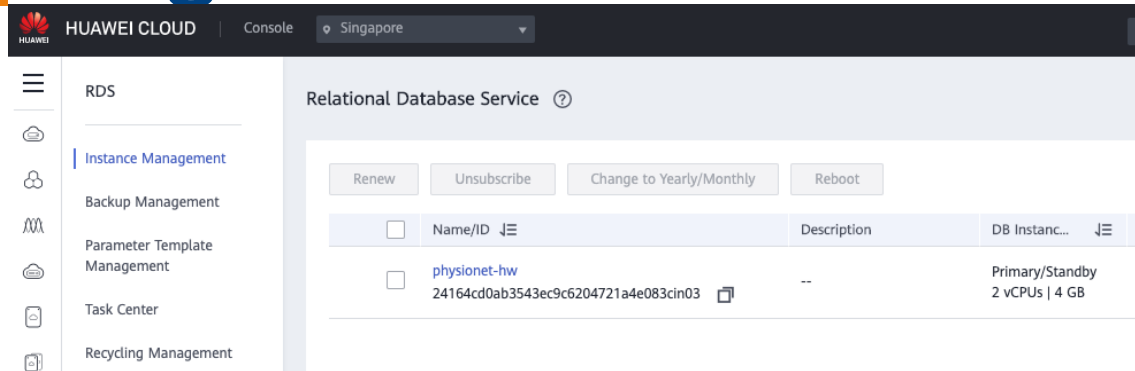 HUAWEI HUAWEI CLOUD Console Singapore
RDS
Relational Database Service
Instance Management
Renew Unsubscribe Change to Yearly/Monthly Reboot
Backup Management
Name/ID Description DB Instanc...
Parameter Template
Management
physionet-hw Primary/Standby
24164cd0ab3543ec9c6204721a4e083cin03 -- 2 vCPUs | 4 GB
Task Center
Recycling Management